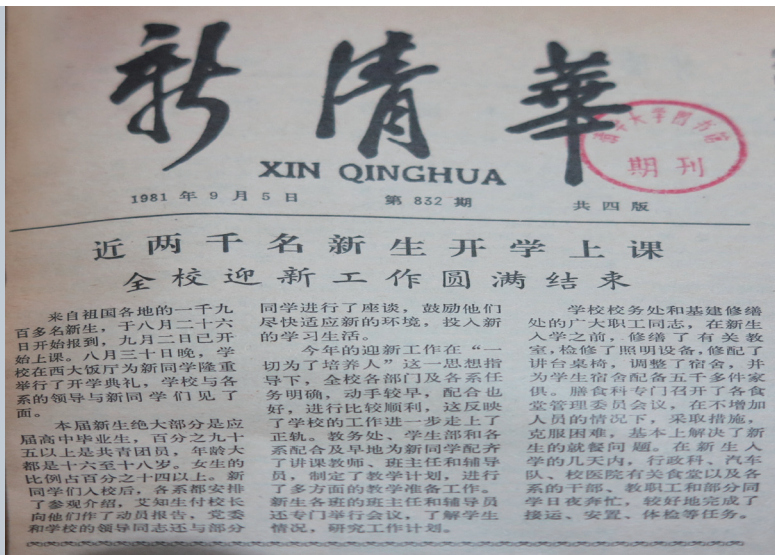 新清華
XIN QINGHUA
1981年9月5日 第832期 共四版
期刊
近两千名新生开学上课
全校迎新工作圆满结束
来自祖国各地的一千九
百多名新生，于八月二十六
日开始报到，九月二日已开
始上课。八月三十日晚，学
校在西大饭厅为新同学隆重
举行了开学典礼，学校与各
系的领导与新同学们见了
面。
本届新生绝大部分是应
届高中毕业生，百分之九十
五以上是共青团员，年龄大
都是十六至十八岁。女生的
比例占百分之十四以上。新
同学们入校后，各系都安排
了参观介绍，艾知生付校长
向他们作了动员报告，党委
和学校的领导同志还与部分
同学进行了座谈，鼓励他们
尽快适应新的环境，投入新
的学习生活。
今年的迎新工作在“一
切为了培养人”这一思想指
导下，全校各部门及各系任
务明确，动手较早，配合也
好，进行比较顺利，这反映
了学校的工作进一步走上了
正轨。教务处、学生部和各
系配合及早地为新同学配齐
了讲课教师、班主任和辅导
员，制定了教学计划，进行
了多方面的教学准备工作。
新生各班的班主任和辅导员
还专门举行会议，了解学生
情况，研究工作计划。
学校校务处和基建修缮
处的广大职工同志，在新生
入学之前，修缮了有关教
室，检修了照明设备，修配了
讲台桌椅，调整了宿舍，并
为学生宿舍配备五千多件家
俱。膳食科专门召开了各食
堂管理委员会议，在不增加
人员的情况下，采取措施，
克服困难，基本上解决了新
生的就餐问题。在新生入
学的几天内，行政科、汽车
队、校医院有关食堂以及各
系的干部、教职工和部分同
学日夜奔忙，较好地完成了
接运、安置、体检等任务。